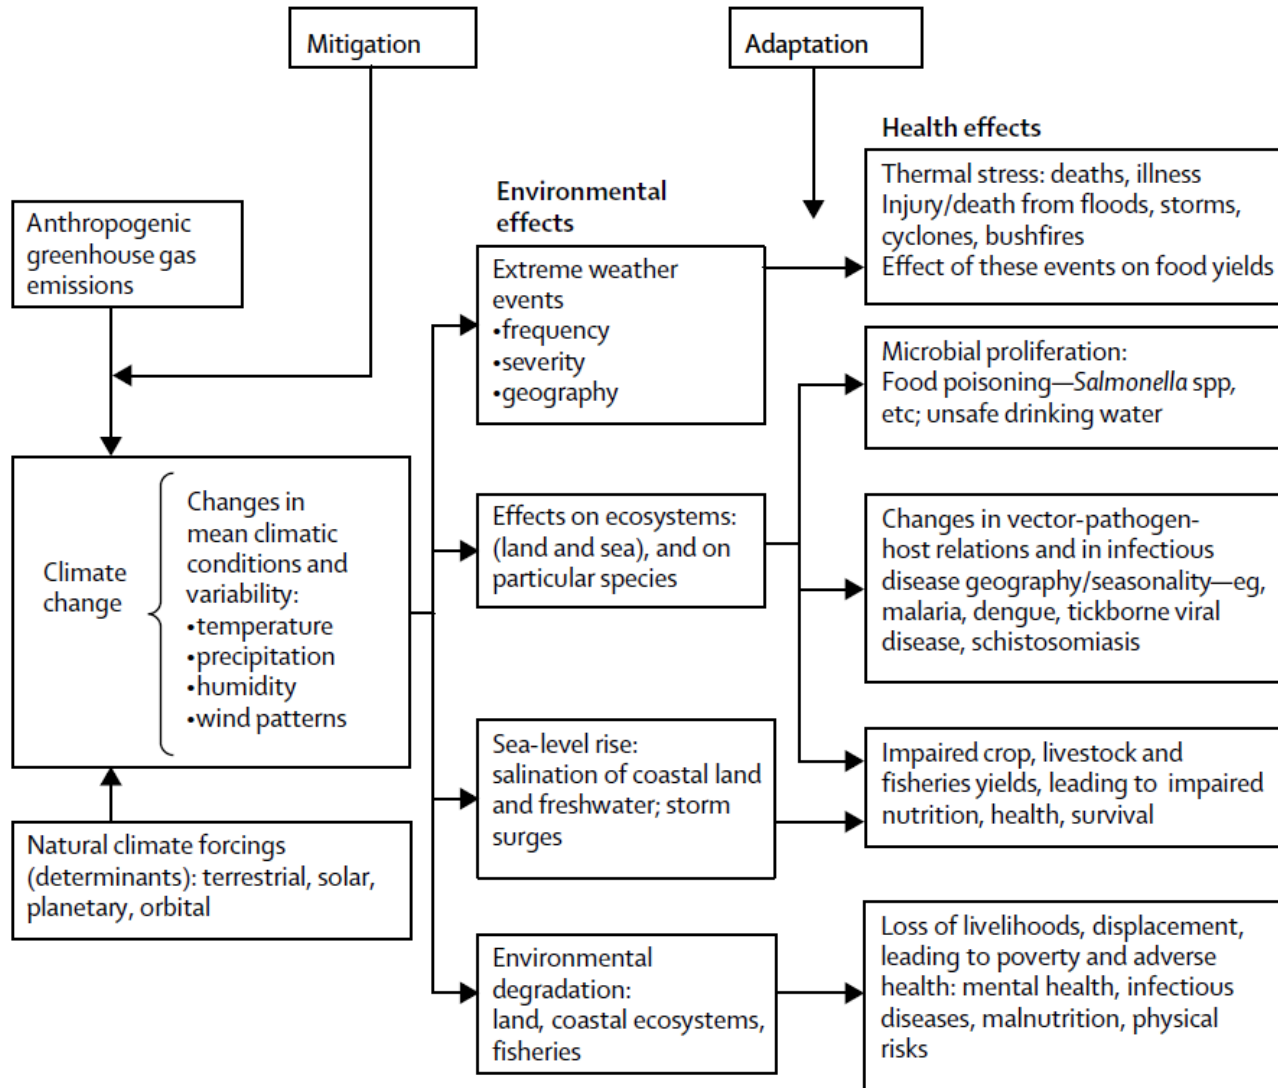 Mitigation
Adaptation
Health effects
Thermal stress: deaths, illness
Injury/death from floods, storms,
cyclones, bushfires
Effect of these events on food yields
Environmental
effects
Anthropogenic
greenhouse gas
emissions
Extreme weather
events
•frequency
•severity
•geography
Microbial proliferation:
Food poisoning—Salmonella spp,
etc; unsafe drinking water
Climate
change
Changes in
mean climatic
conditions and
variability:
•temperature
•precipitation
•humidity
•wind patterns
Effects on ecosystems:
(land and sea), and on
particular species
Changes in vector-pathogen-
host relations and in infectious
disease geography/seasonality—eg,
malaria, dengue, tickborne viral
disease, schistosomiasis
Sea-level rise:
salination of coastal land
and freshwater; storm
surges
Impaired crop, livestock and
fisheries yields, leading to impaired
nutrition, health, survival
Natural climate forcings
(determinants): terrestrial, solar,
planetary, orbital
Environmental
degradation:
land, coastal ecosystems,
fisheries
Loss of livelihoods, displacement,
leading to poverty and adverse
health: mental health, infectious
diseases, malnutrition, physical
risks